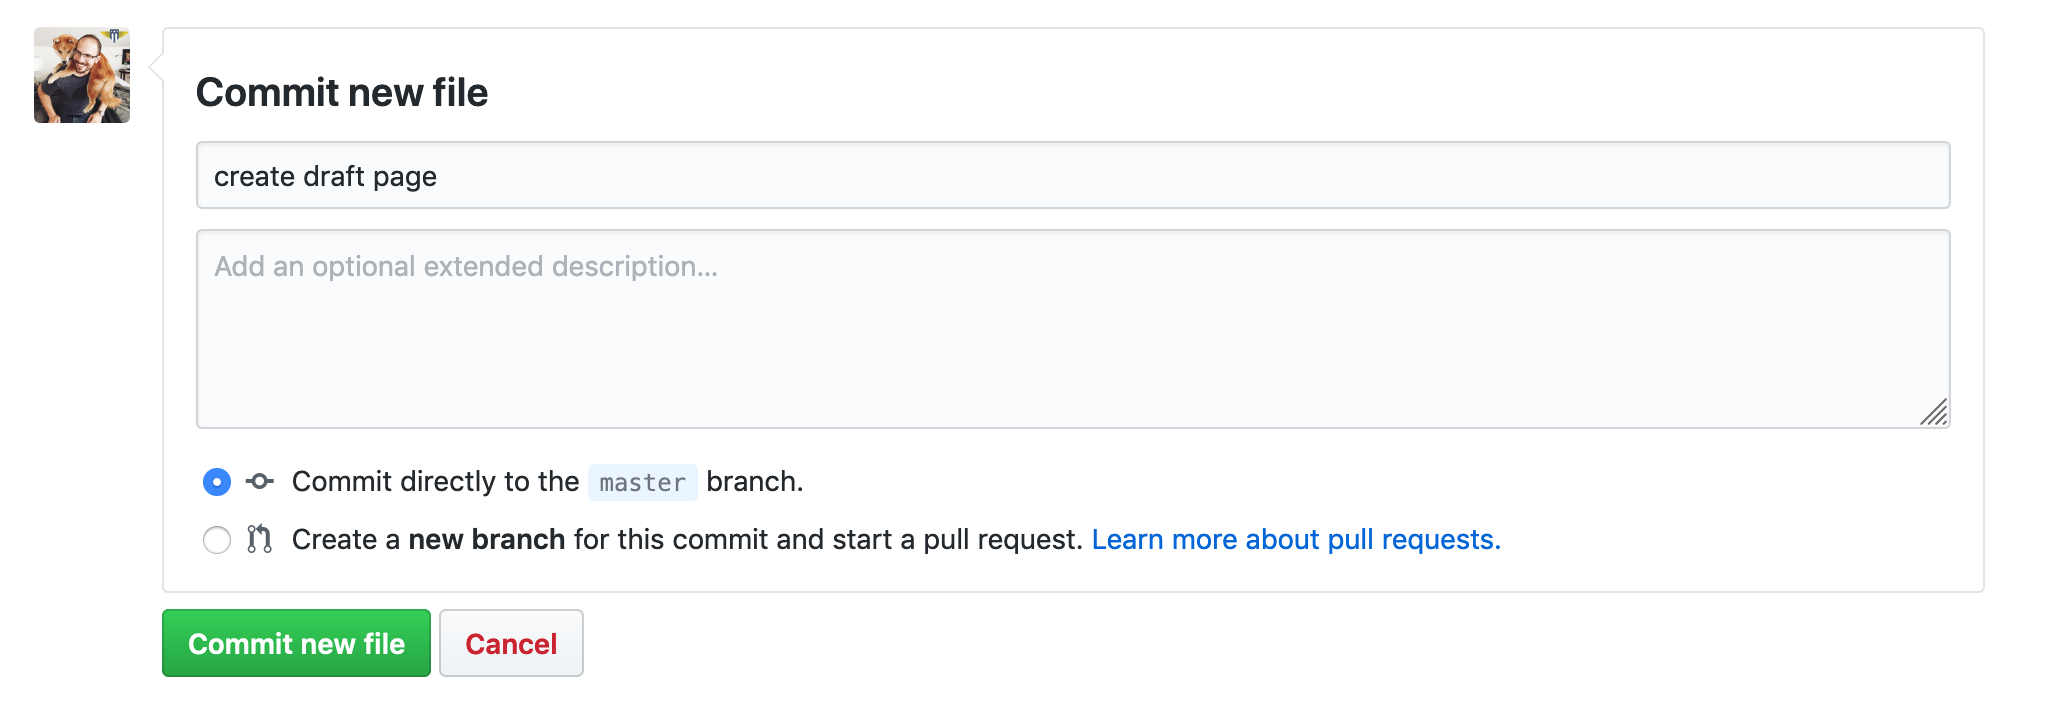 Commit new file
create draft page
Add an optional extended description...
Commit directly to the master branch.
Create a new branch for this commit and start a pull request. Learn more about pull requests.
Commit new file
Cancel